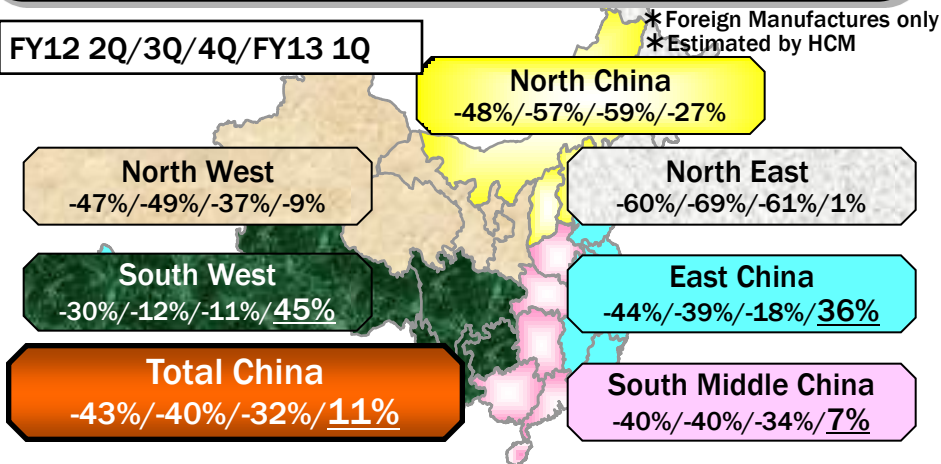 ∗Foreign Manufactures only
∗Estimated by HCM
FY12 2Q/3Q/4Q/FY13 1Q
North China
-48%/-57%/-59%/-27%
North West
-47%/-49%/-37%/-9%
North East
-60%/-69%/-61%/1%
South West
-30%/-12%/-11%/45%
East China
-44%/-39%/-18%/36%
Total China
-43%/-40%/-32%/11%
South Middle China
-40%/-40%/-34%/7%